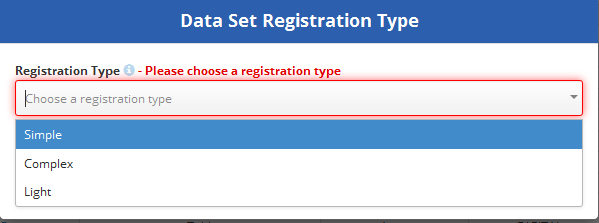 Data Set Registration Type
Registration Type - Please choose a registration type
Choose a registration type
Simple
Complex
Light